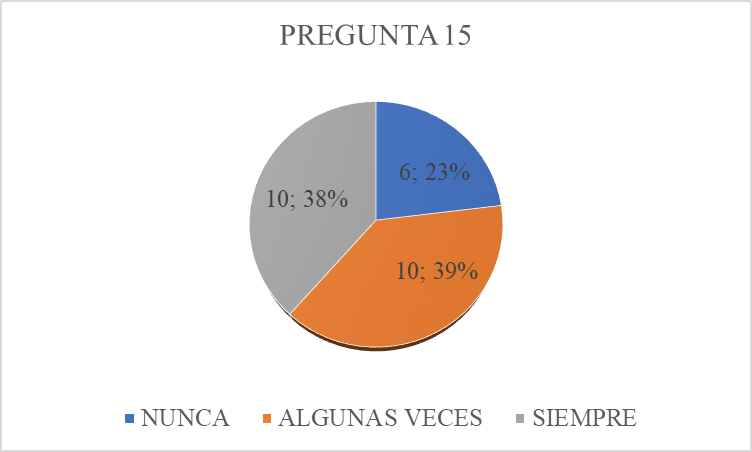 PREGUNTA 15
6; 23%
10; 38%
10; 39%
NUNCA ALGUNAS VECES SIEMPRE